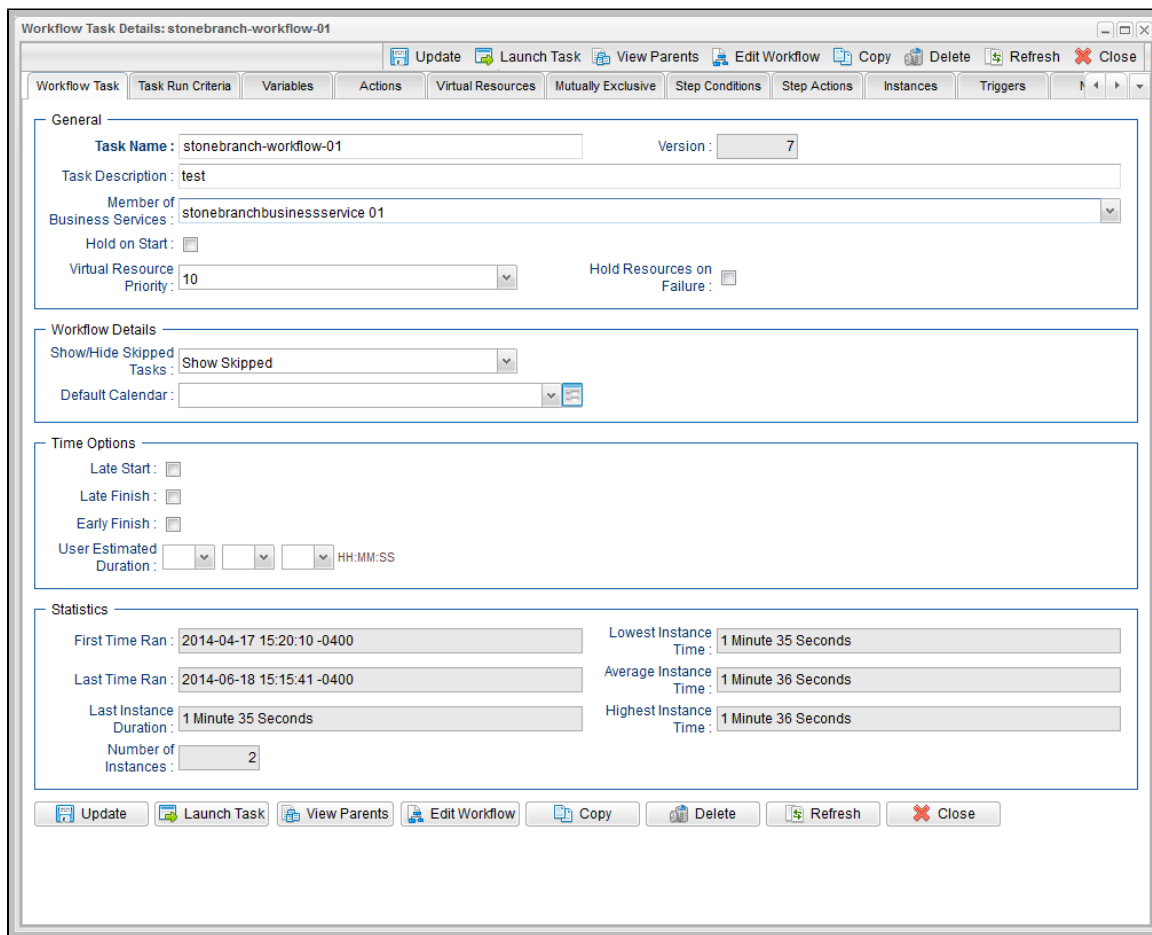 Workflow Task Details: stonebranch-workflow-01
Update Launch Task View Parents Edit Workflow Copy Delete Refresh Close
Workflow Task Task Run Criteria Variables Actions Virtual Resources Mutually Exclusive Step Conditions Step Actions Instances Triggers
General
Task Name : stonebranch-workflow-01 Version : 7
Task Description : test
Member of
Business Services : stonebranchbusinessservice 01
Hold on Start :
Virtual Resource Hold Resources on
Priority : 10 Failure :
Workflow Details
Show/Hide Skipped
Tasks : Show Skipped
Default Calendar :
Time Options
Late Start :
Late Finish :
Early Finish :
User Estimated
Duration : HH:MM:SS
Statistics
First Time Ran : 2014-04-17 15:20:10 -0400 Lowest Instance
Time : 1 Minute 35 Seconds
Last Time Ran : 2014-06-18 15:15:41 -0400 Average Instance
Time : 1 Minute 36 Seconds
Last Instance Highest Instance
Duration : 1 Minute 35 Seconds Time : 1 Minute 36 Seconds
Number of
Instances : 2
Update Launch Task View Parents Edit Workflow Copy Delete Refresh Close